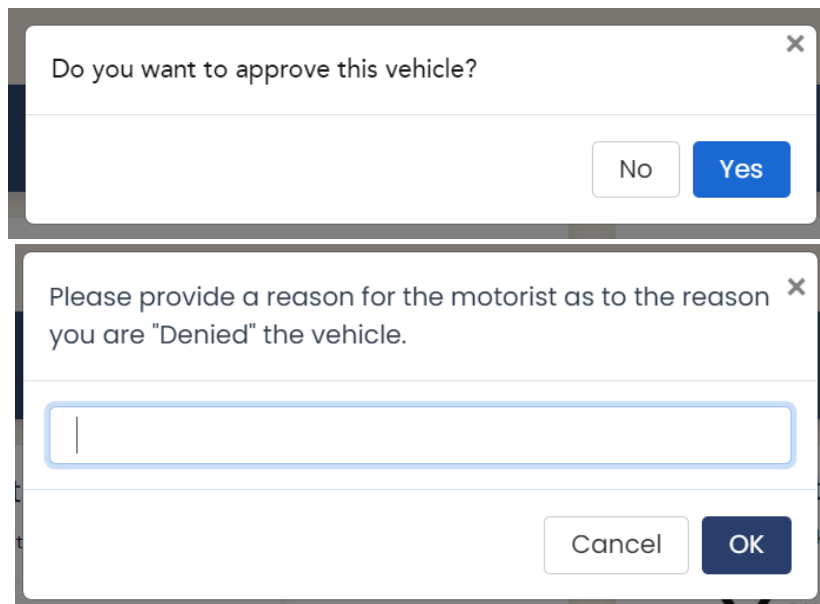 Do you want to approve this vehicle?
×
No
Yes
Please provide a reason for the motorist as to the reason
you are "Denied" the vehicle.
×
Cancel
OK